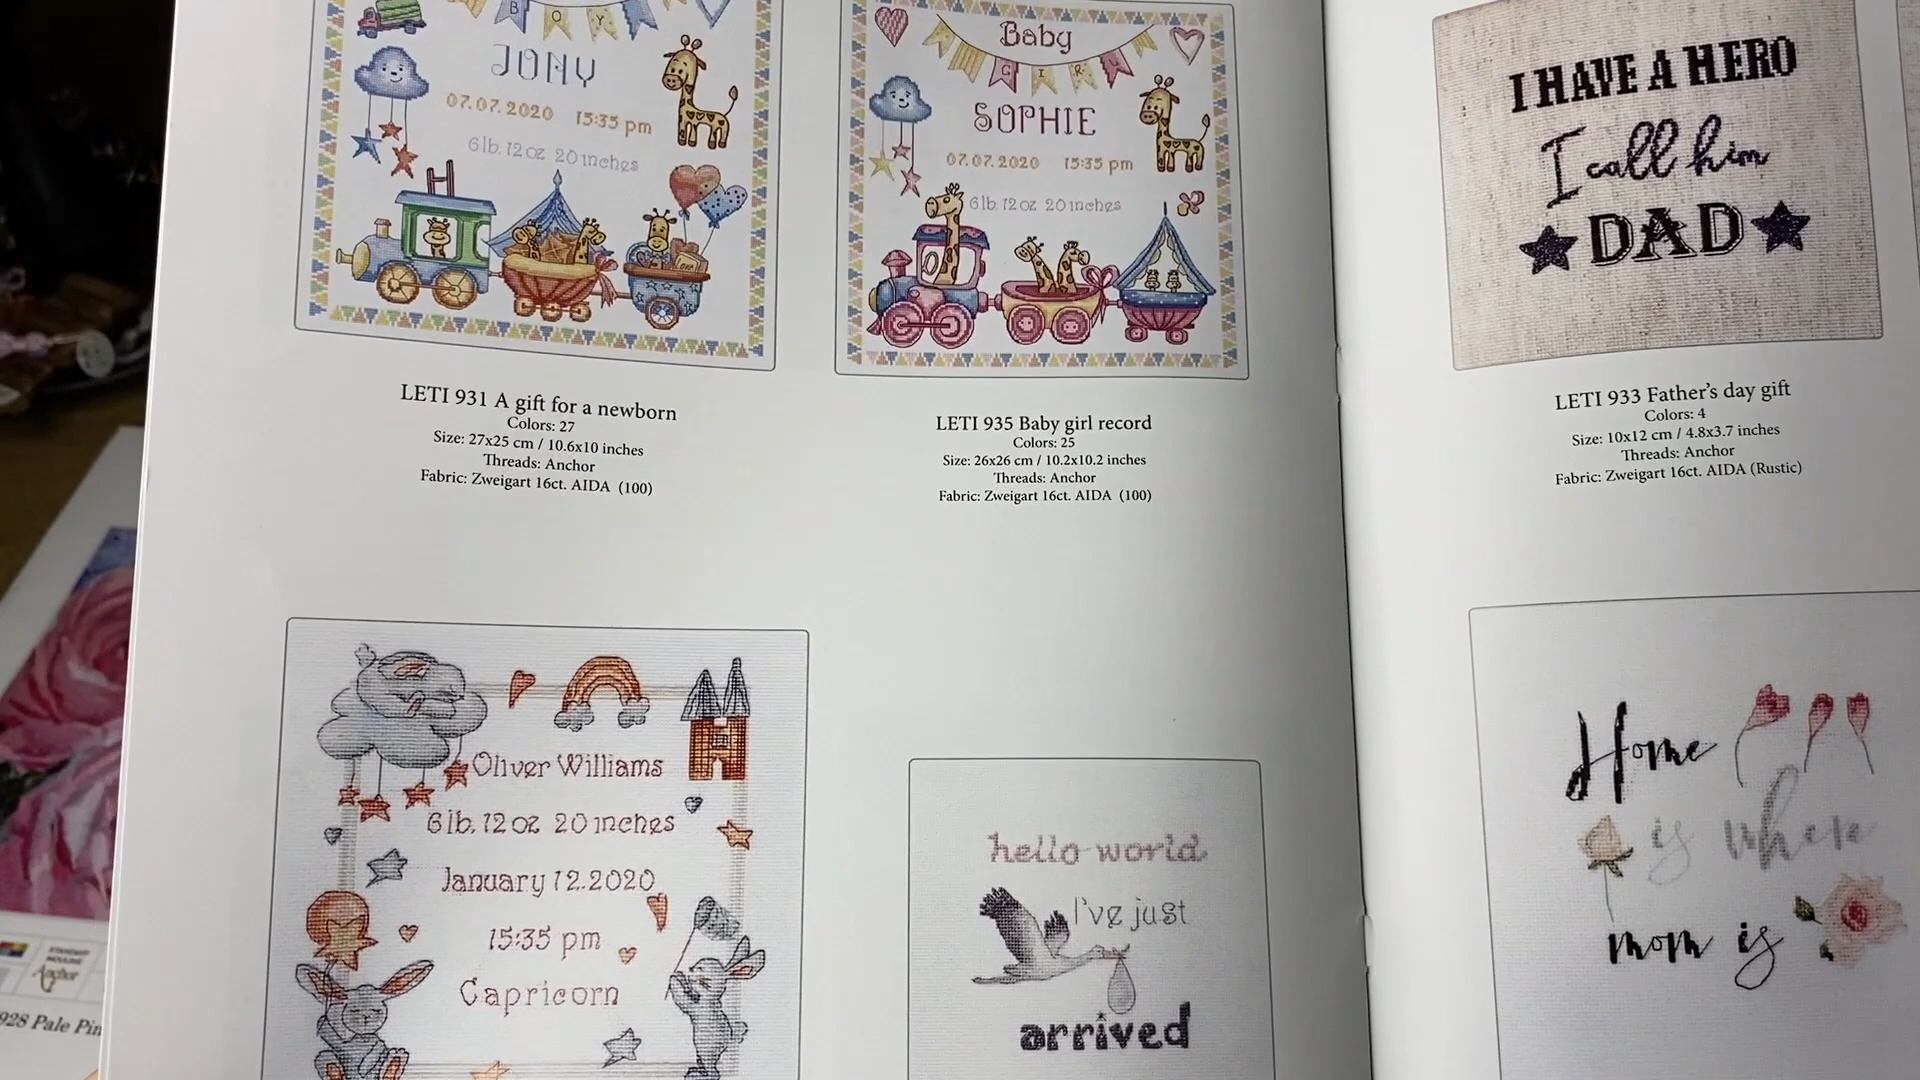 BOY
JONY
07.07.2020 15:35 pm
6lb. 12oz 20 inches
Love
LETI 931 A gift for a newborn
Colors: 27
Size: 27x25 cm / 10.6x10 inches
Threads: Anchor
Fabric: Zweigart 16ct. AIDA (100)
Baby
GIRL
SOPHIE
07.07.2020 15:35 pm
6lb. 12oz 20inches
LETI 935 Baby girl record
Colors: 25
Size: 26x26 cm / 10.2x10.2 inches
Threads: Anchor
Fabric: Zweigart 16ct. AIDA (100)
I HAVE A HERO
I call him
DAD
LETI 933 Father's day gift
Colors: 4
Size: 10x12 cm / 4.8x3.7 inches
Threads: Anchor
Fabric: Zweigart 16ct. AIDA (Rustic)
Oliver Williams
6lb. 12oz 20inches
January 12.2020
15:35 pm
Capricorn
hello world
I've just
arrived
Home
is where
mom is
Anchor
928 Pale Pin